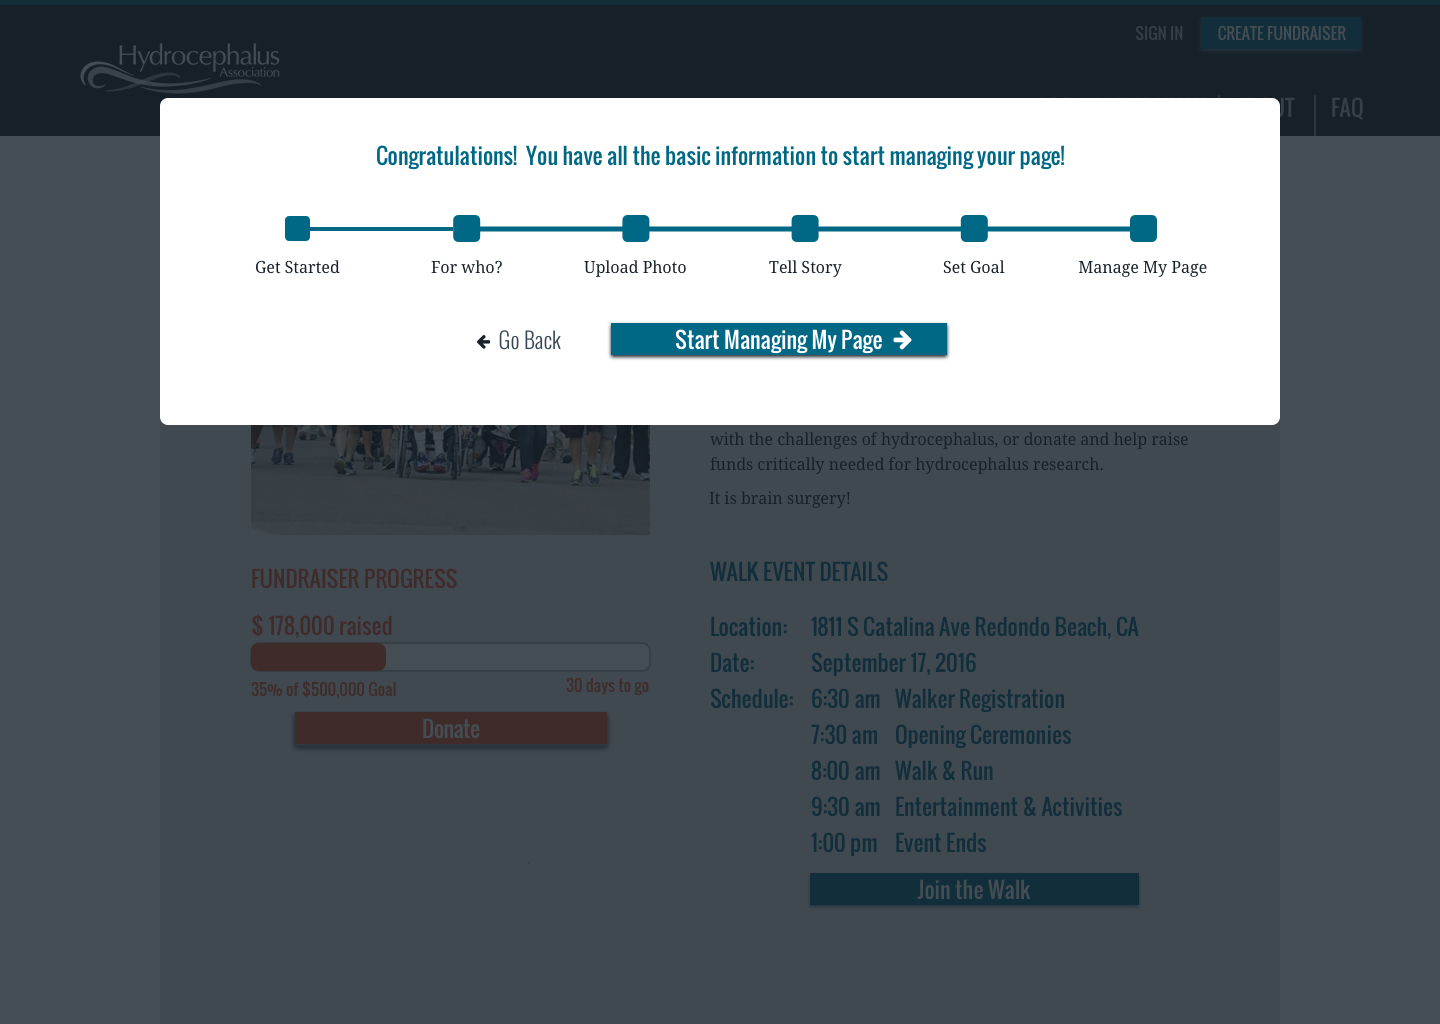 SIGN IN
CREATE FUNDRAISER
Hydrocephalus
Association
FAQ
Congratulations! You have all the basic information to start managing your page!
Get Started
For who?
Upload Photo
Tell Story
Set Goal
Manage My Page
Go Back
Start Managing My Page
with the challenges of hydrocephalus, or donate and help raise
funds critically needed for hydrocephalus research.
It is brain surgery!
FUNDRAISER PROGRESS
$ 178,000 raised
35% of $500,000 Goal
30 days to go
Donate
WALK EVENT DETAILS
Location: 1811 S Catalina Ave Redondo Beach, CA
Date: September 17, 2016
Schedule: 6:30 am Walker Registration
7:30 am Opening Ceremonies
8:00 am Walk & Run
9:30 am Entertainment & Activities
1:00 pm Event Ends
Join the Walk